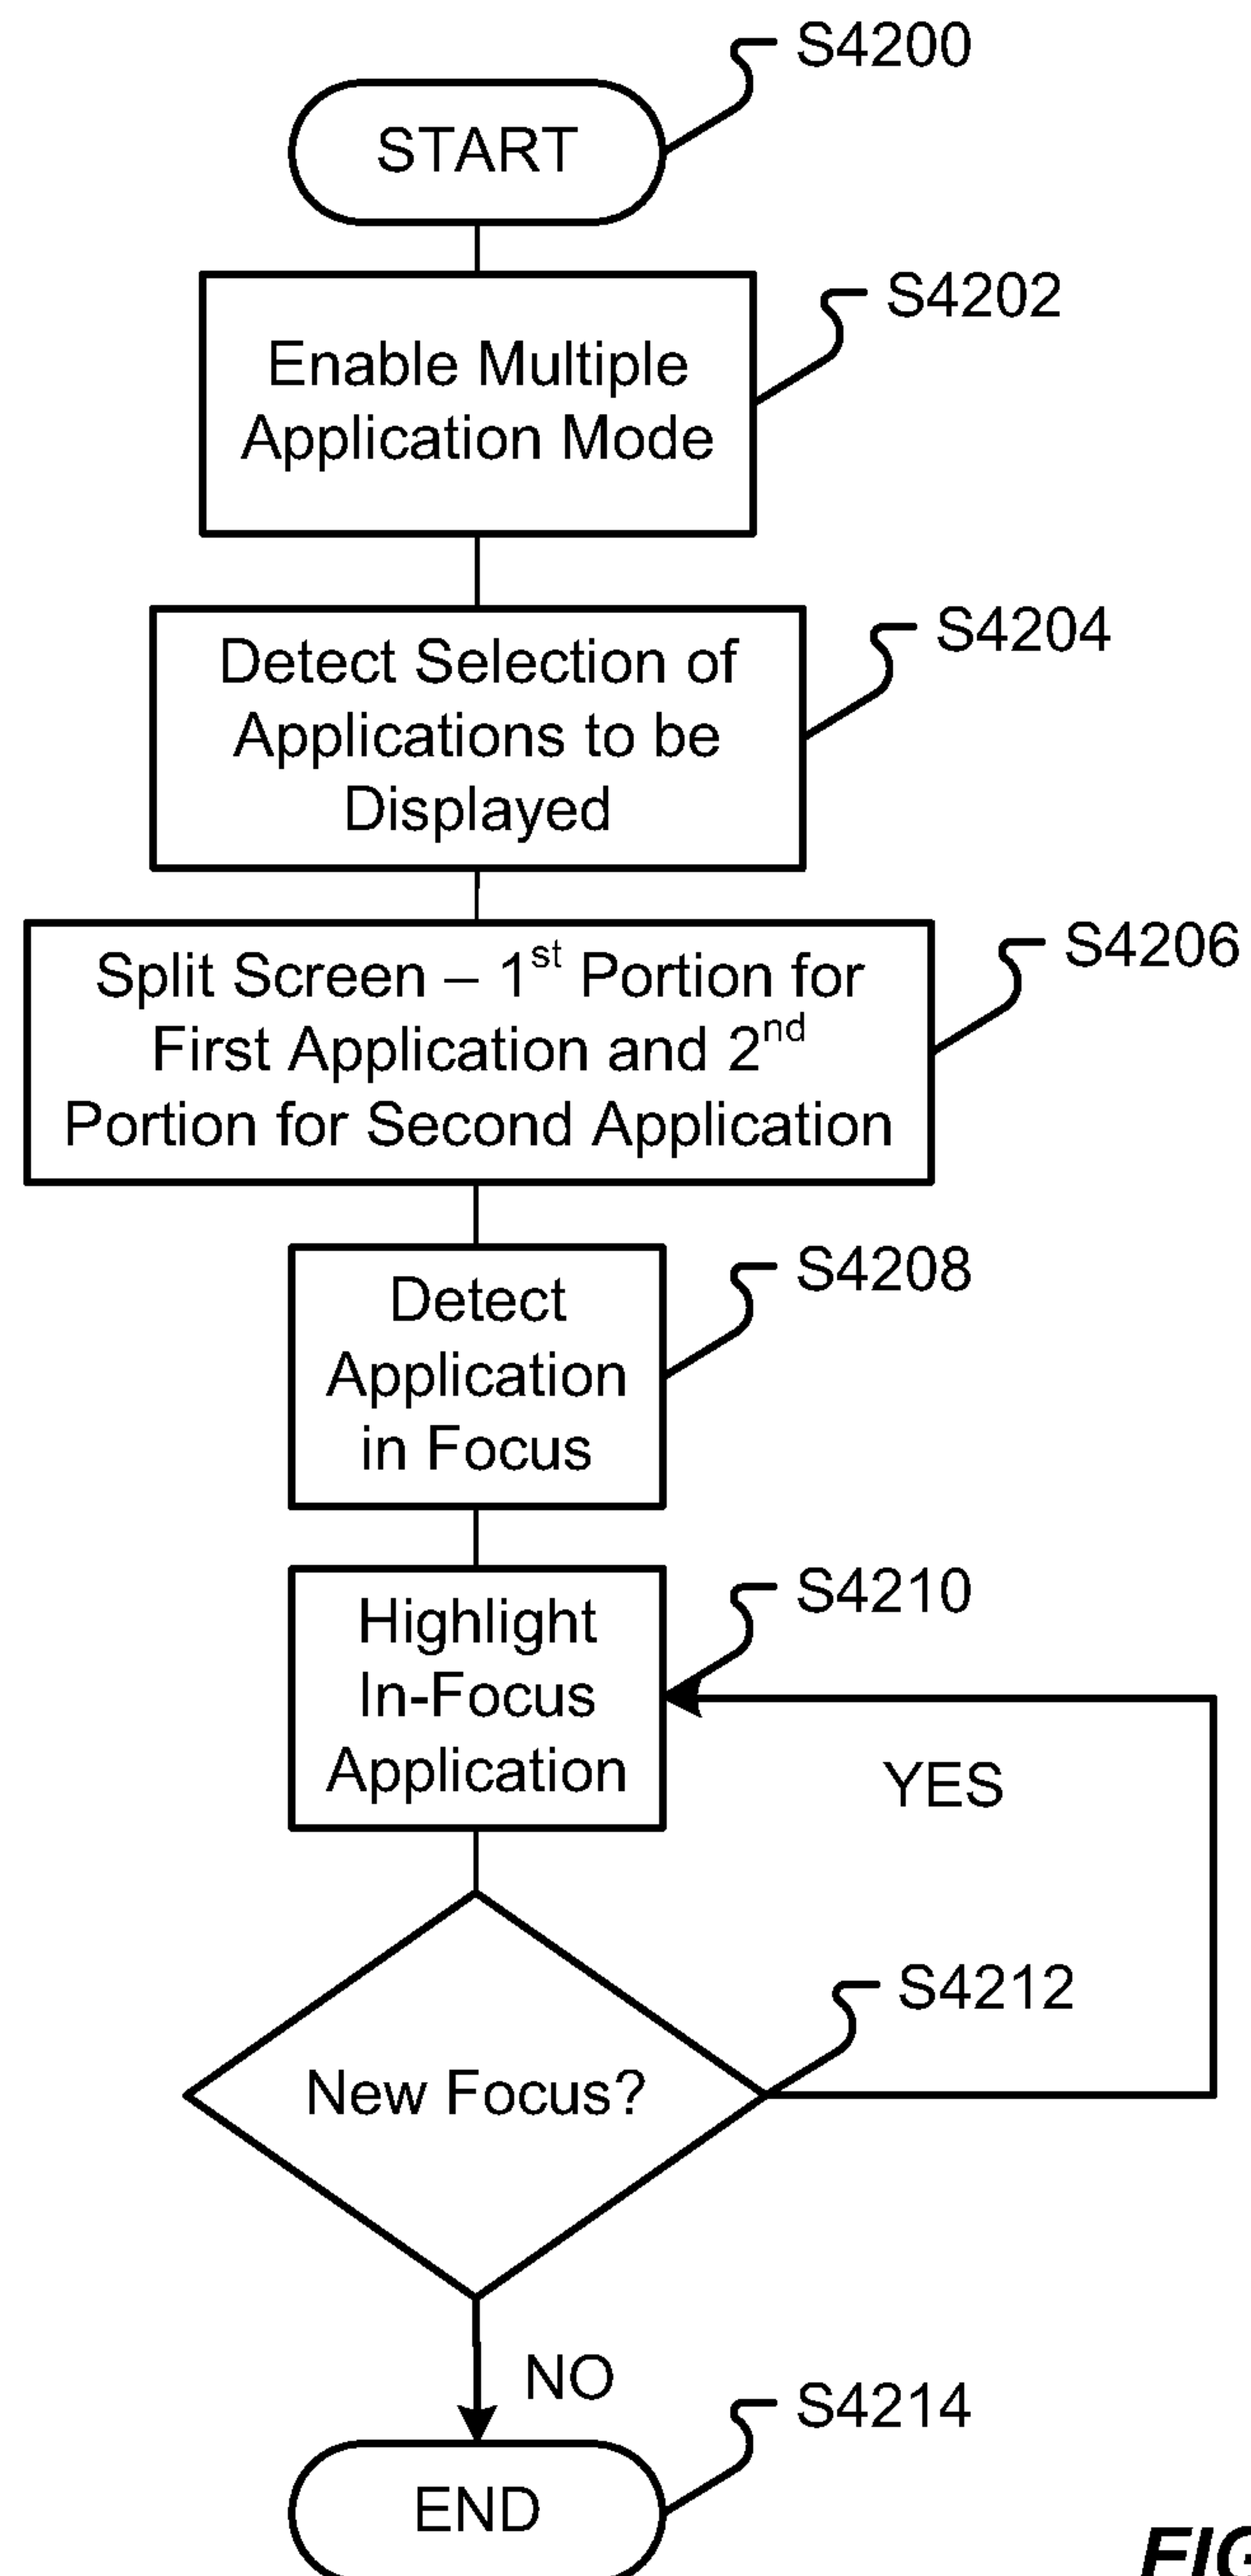 S4200
START
S4202
Enable Multiple
Application Mode
S4204
Detect Selection of
Applications to be
Displayed
S4206
Split Screen – 1st Portion for
First Application and 2nd
Portion for Second Application
S4208
Detect
Application
in Focus
S4210
Highlight
In-Focus
Application
YES
S4212
New Focus?
NO
S4214
END